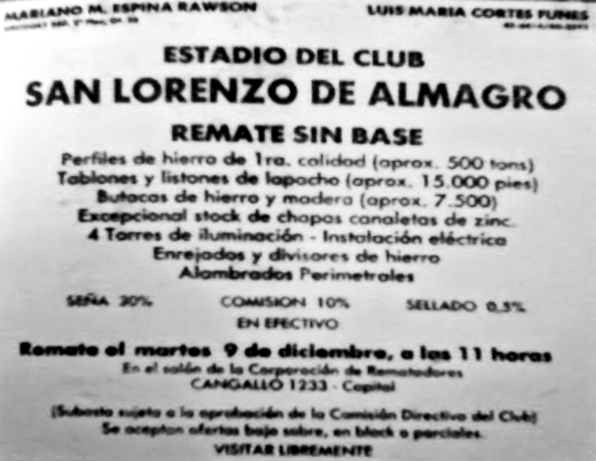 MARIANO M. ESPINA RAWSON
LUIS MARIA CORTES FUNES
ESTADIO DEL CLUB
SAN LORENZO DE ALMAGRO
REMATE SIN BASE
Perfiles de hierro de 1ra. calidad (aprox. 500 tons)
Tablones y listones de lapacho (aprox. 15.000 pies)
Butacas de hierro y madera (aprox. 7.500)
Excepcional stock de chapas canaletas de zinc.
4 Torres de iluminación - Instalación eléctrica
Enrejados y divisores de hierro
Alambrados Perimetrales
SEÑA 30% COMISION 10% SELLADO 0,5%
EN EFECTIVO
Remate el martes 9 de diciembre, a las 11 horas
En el salón de la Corporación de Rematadores
CANGALLO 1233 - Capital
(Subasta sujeta a la aprobación de la Comisión Directiva del Club)
Se aceptan ofertas bajo sobre, en block o parciales.
VISITAR LIBREMENTE